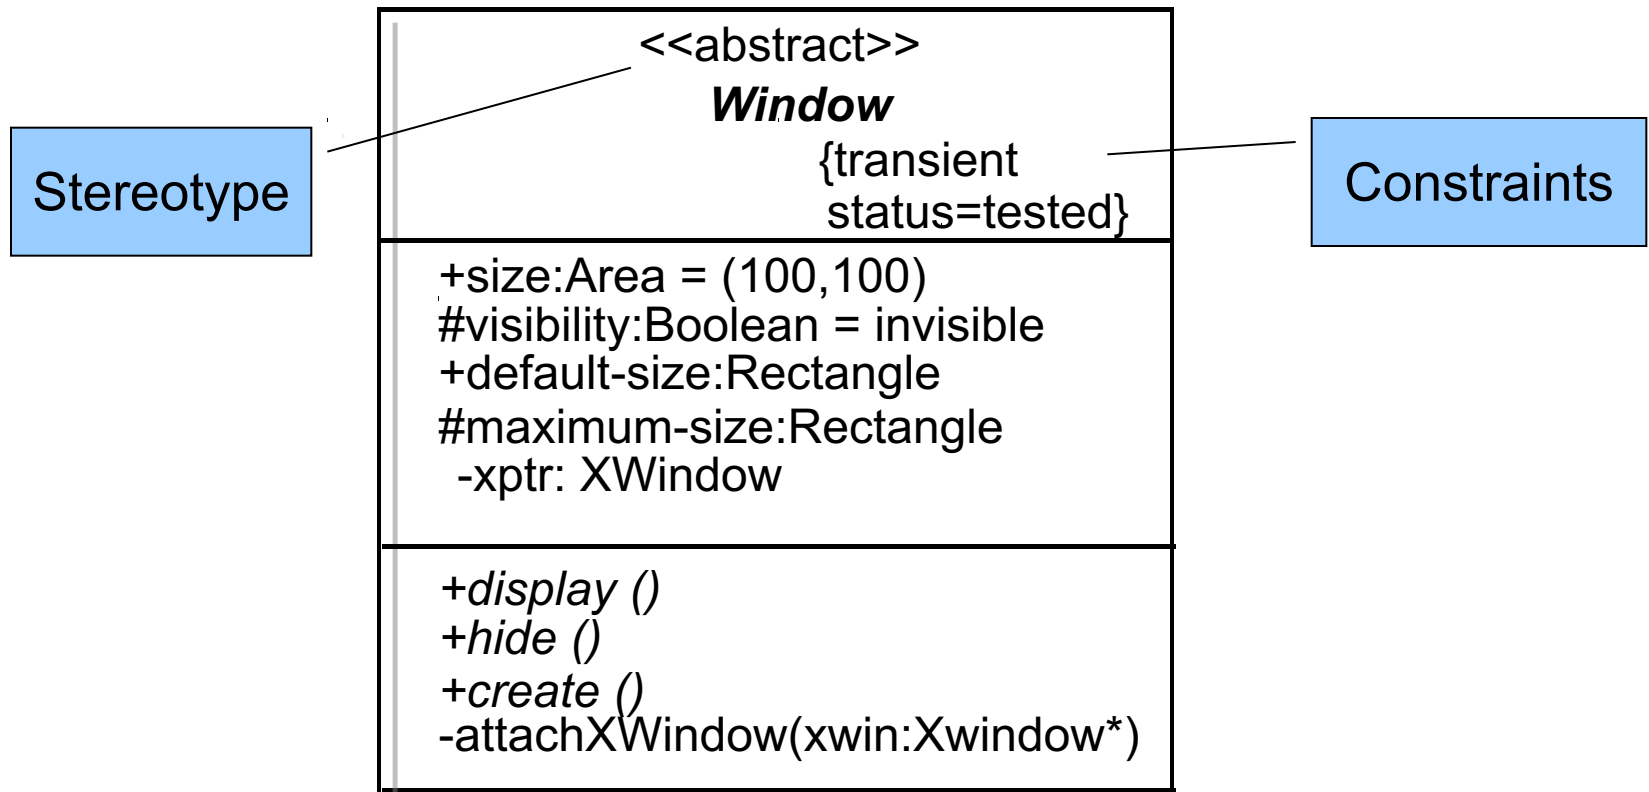 <<abstract>>
Window
{transient
status=tested}
Stereotype
Constraints
+size:Area = (100,100)
#visibility:Boolean = invisible
+default-size:Rectangle
#maximum-size:Rectangle
-xptr: XWindow
+display ()
+hide ()
+create ()
-attachXWindow(xwin:Xwindow*)